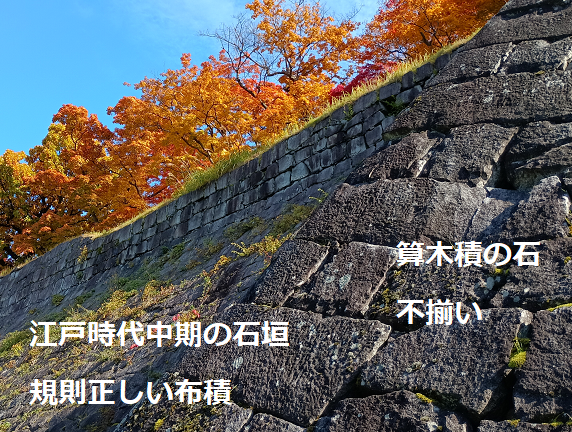 算木積の石
不揃い
江戸時代中期の石垣
規則正しい布積